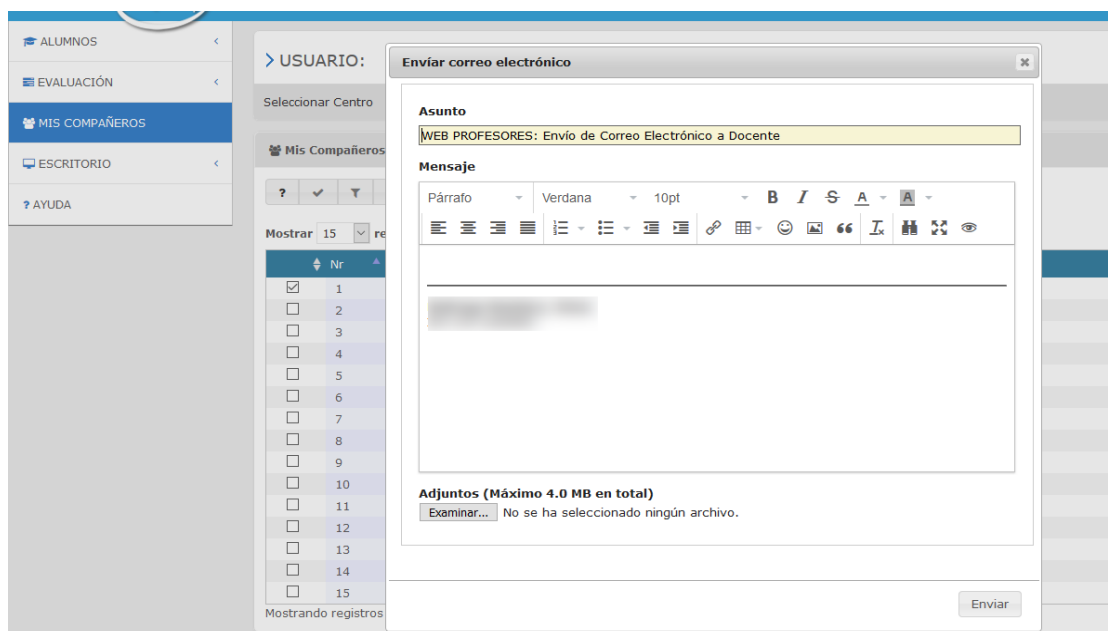 ALUMNOS
EVALUACIÓN
MIS COMPAÑEROS
ESCRITORIO
? AYUDA
USUARIO:
Seleccionar Centro
Mis Compañeros
?
Mostrar 15 re
Nr
1
2
3
4
5
6
7
8
9
10
11
12
13
14
15
Mostrando registros
Envíar correo electrónico
Asunto
WEB PROFESORES: Envío de Correo Electrónico a Docente
Mensaje
Párrafo Verdana 10pt B I S A A
Adjuntos (Máximo 4.0 MB en total)
Examinar... No se ha seleccionado ningún archivo.
Enviar